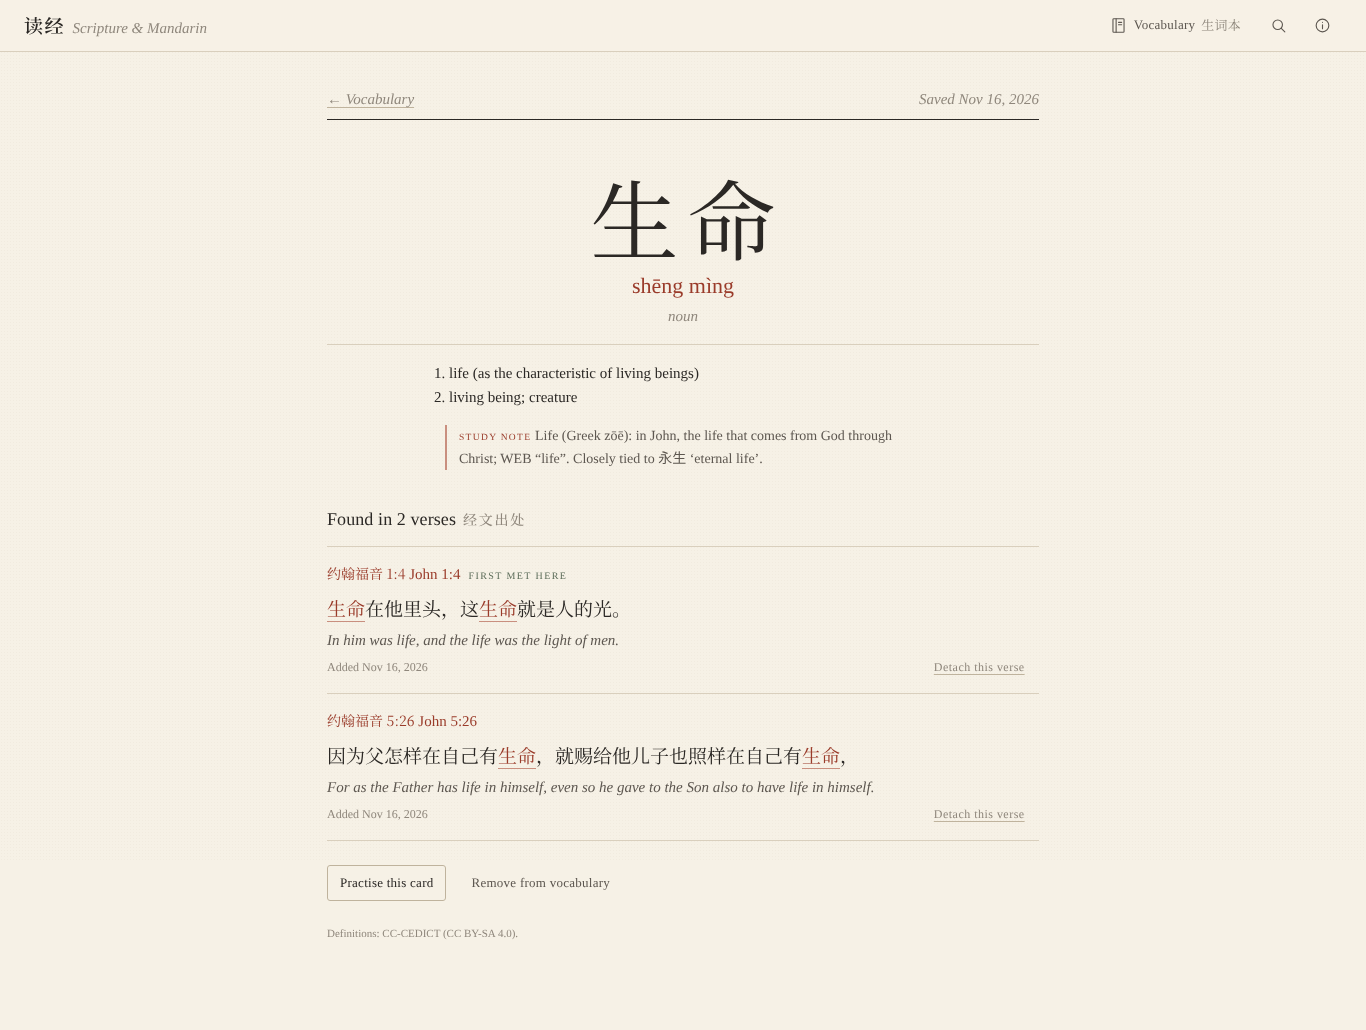 读经 Scripture & Mandarin
Vocabulary 生词本
← Vocabulary
Saved Nov 16, 2026
生命
shēng mìng
noun
1. life (as the characteristic of living beings)
2. living being; creature
STUDY NOTE Life (Greek zōē): in John, the life that comes from God through
Christ; WEB “life”. Closely tied to 永生 ‘eternal life’.
Found in 2 verses 经文出处
约翰福音 1:4 John 1:4 FIRST MET HERE
生命在他里头，这生命就是人的光。
In him was life, and the life was the light of men.
Added Nov 16, 2026
Detach this verse
约翰福音 5:26 John 5:26
因为父怎样在自己有生命，就赐给他儿子也照样在自己有生命，
For as the Father has life in himself, even so he gave to the Son also to have life in himself.
Added Nov 16, 2026
Detach this verse
Practise this card
Remove from vocabulary
Definitions: CC-CEDICT (CC BY-SA 4.0).